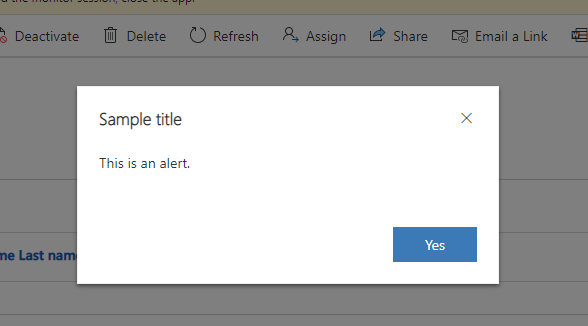 the monitor session, close the app.
Deactivate Delete Refresh Assign Share Email a Link
Sample title
This is an alert.
Yes
me Last nam